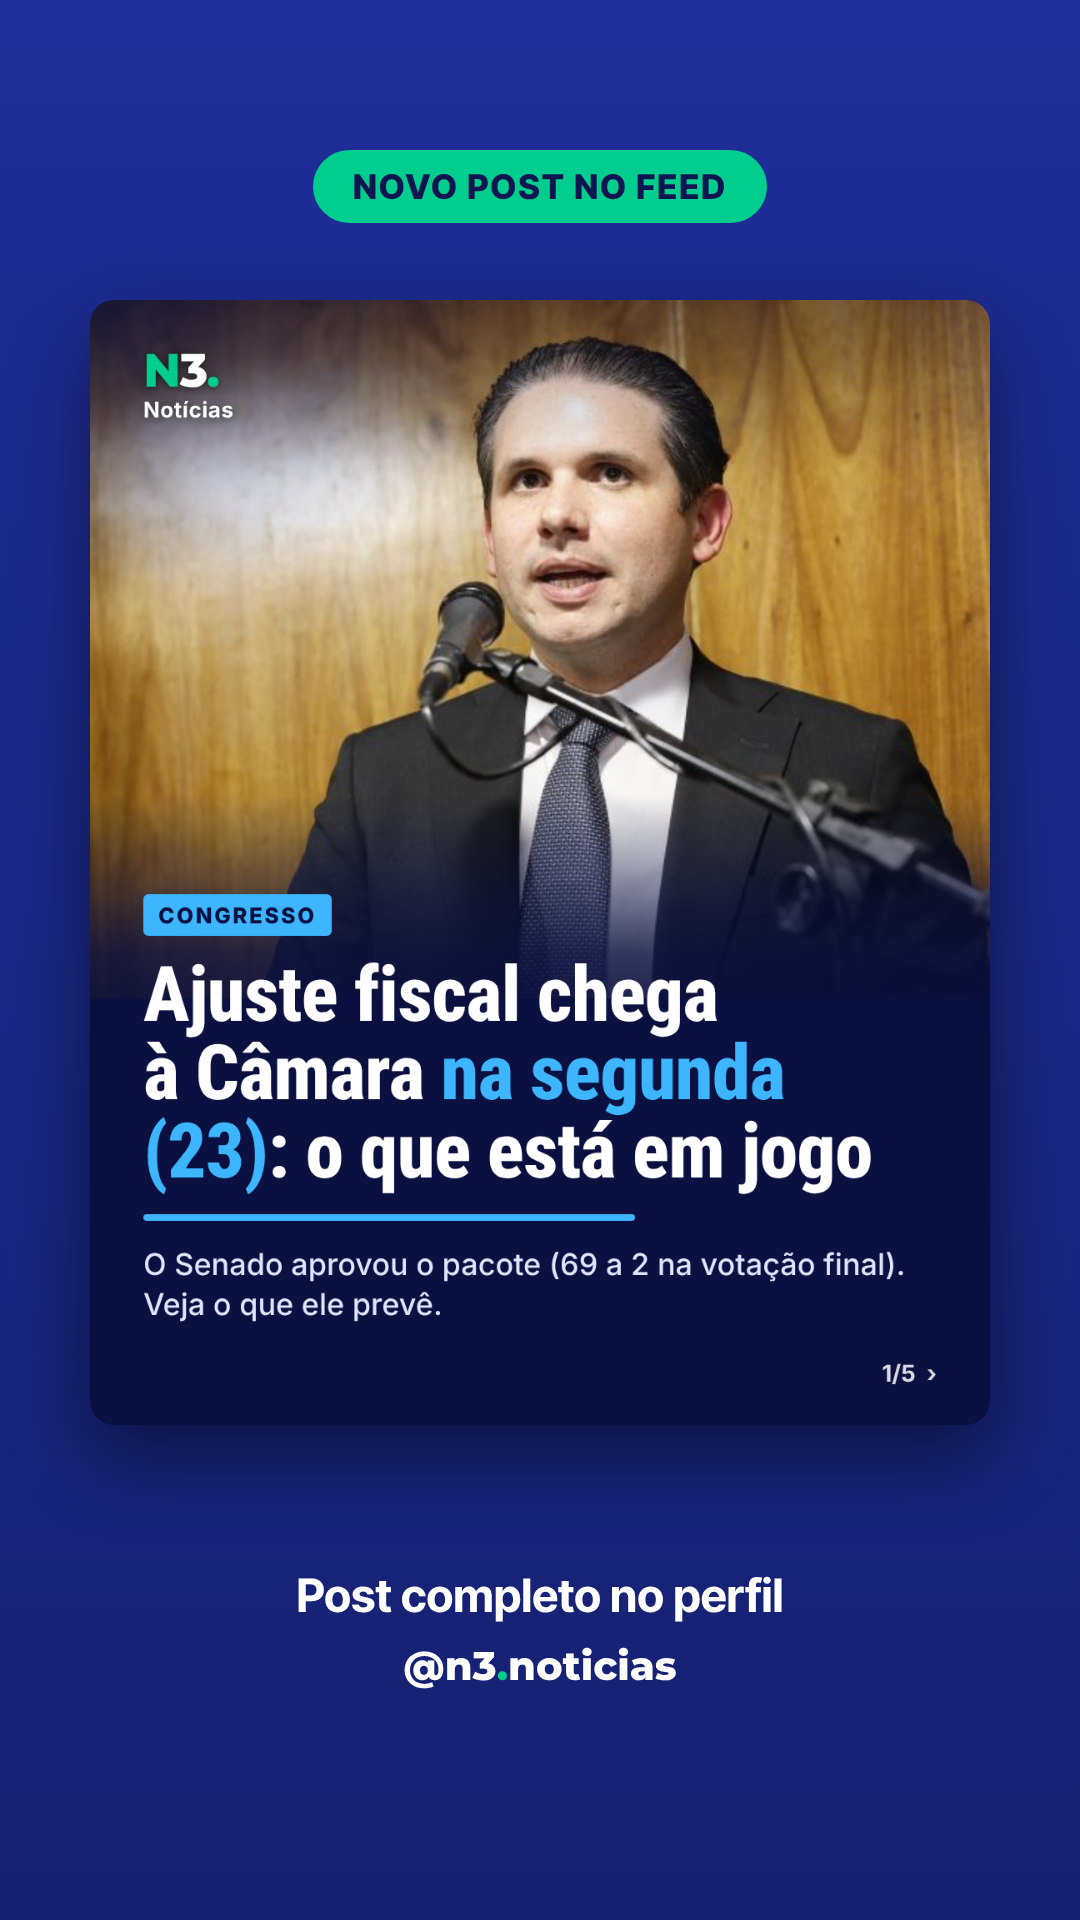 NOVO POST NO FEED
N3.
Notícias
CONGRESSO
Ajuste fiscal chega
à Câmara na segunda
(23): o que está em jogo
O Senado aprovou o pacote (69 a 2 na votação final).
Veja o que ele prevê.
1/5 ›
Post completo no perfil
@n3.noticias